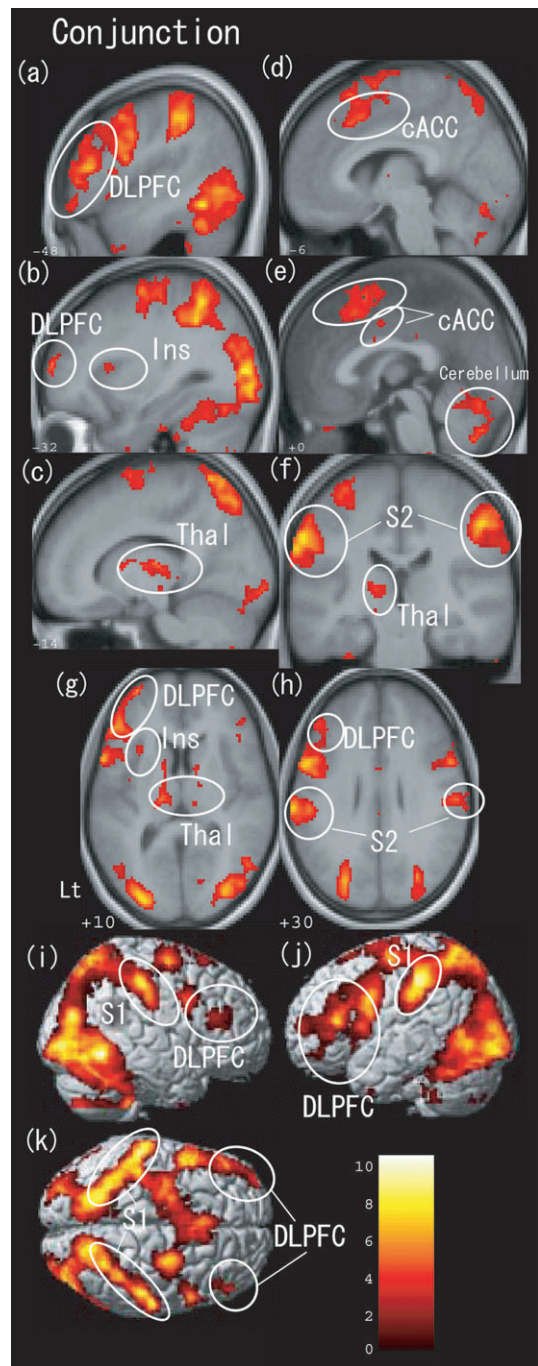 Conjunction
(a)
DLPFC
-48
(d)
cACC
-6
(b)
DLPFC
Ins
-32
(e)
cACC
Cerebellum
+0
(c)
Thal
-14
(f)
S2
Thal
(g)
DLPFC
Ins
Thal
Lt
+10
(h)
DLPFC
S2
+30
(i)
S1
DLPFC
(j)
S1
DLPFC
(k)
S1
DLPFC
10
8
6
4
2
0